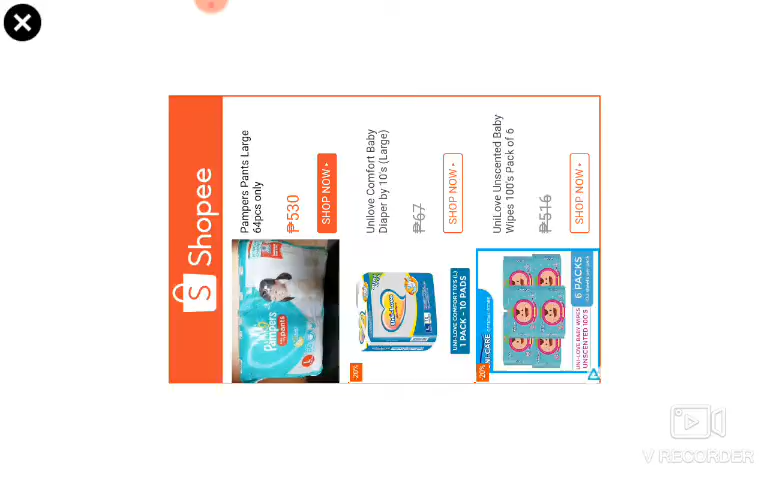 Shopee
Pampers Pants Large
64pcs only
₱530
SHOP NOW
Pampers
pants
Unilove Comfort Baby
Diaper by 10's (Large)
₱67
SHOP NOW
UNI-LOVE COMFORT 10'S (L)
1 PACK - 10 PADS
20%
UniLove Unscented Baby
Wipes 100's Pack of 6
₱516
SHOP NOW
6 PACKS
UNI-LOVE BABY WIPES
UNSCENTED 100'S
20%
V RECORDER